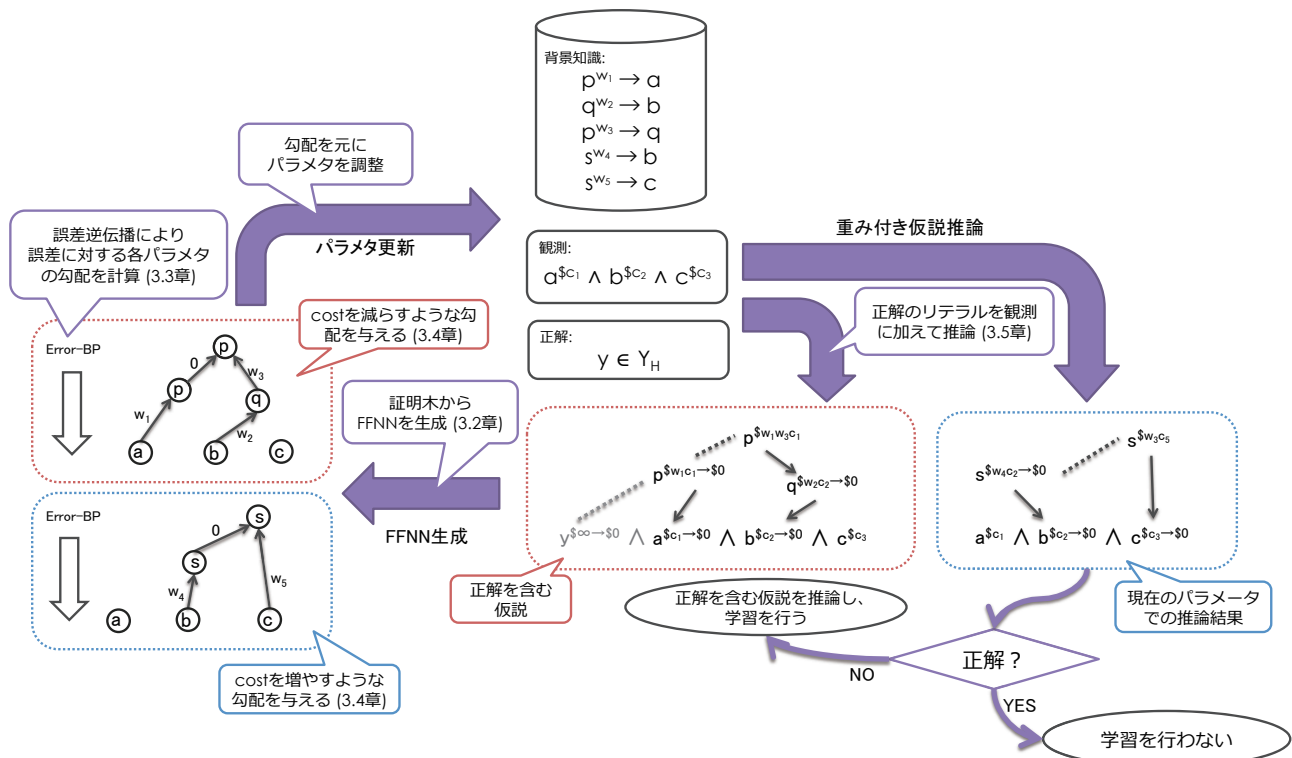 背景知識:
p^w₁ → a
q^w₂ → b
p^w₃ → q
s^w₄ → b
s^w₅ → c
勾配を元に
パラメタを調整
パラメタ更新
誤差逆伝播により
誤差に対する各パラメタ
の勾配を計算 (3.3章)
観測:
a^$c₁ ∧ b^$c₂ ∧ c^$c₃
正解:
y ∈ Y_H
重み付き仮説推論
正解のリテラルを観測
に加えて推論 (3.5章)
costを減らすような勾
配を与える (3.4章)
Error-BP
p
0
w₃
p
q
w₁
w₂
a
b
c
証明木から
FFNNを生成 (3.2章)
FFNN生成
p^$w₁w₃c₁
p^$w₁c₁→$0
q^$w₂c₂→$0
y^$∞→$0 ∧ a^$c₁→$0 ∧ b^$c₂→$0 ∧ c^$c₃
正解を含む
仮説
s^$w₃c₅
s^$w₄c₂→$0
a^$c₁ ∧ b^$c₂→$0 ∧ c^$c₃→$0
現在のパラメータ
での推論結果
Error-BP
s
0
s
w₄
w₅
a
b
c
costを増やすような
勾配を与える (3.4章)
正解を含む仮説を推論し、
学習を行う
正解？
NO
YES
学習を行わない